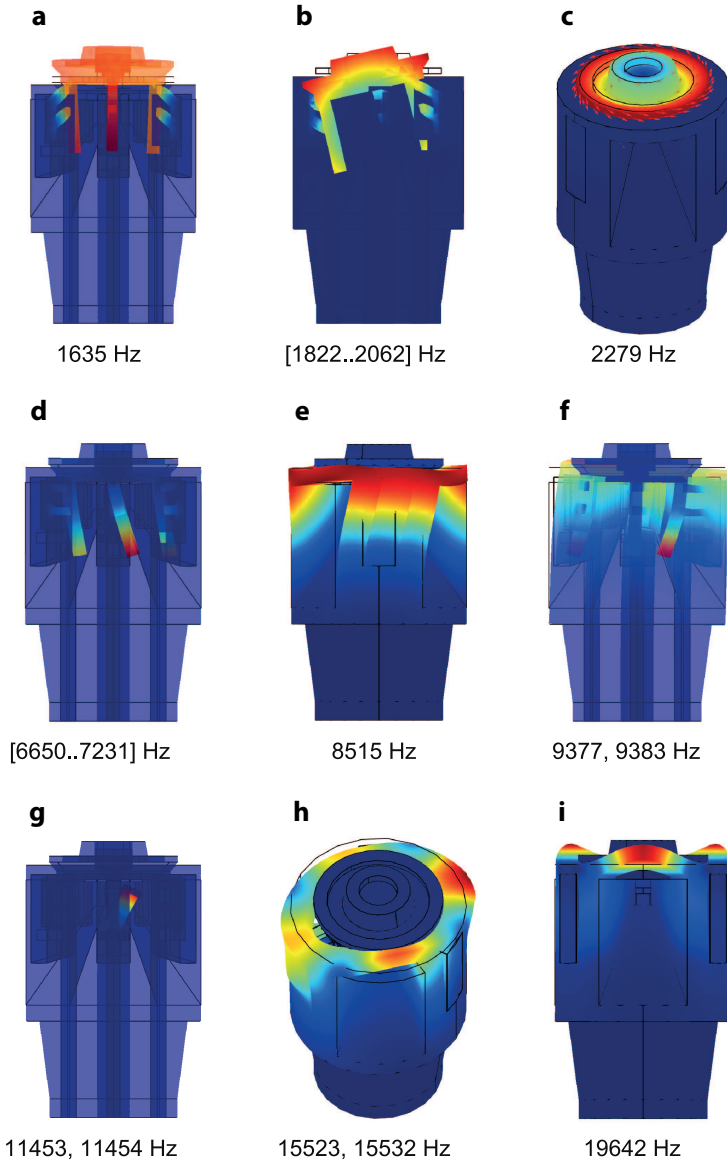 a b c
1635 Hz [1822..2062] Hz 2279 Hz
d e f
[6650..7231] Hz 8515 Hz 9377, 9383 Hz
g h i
11453, 11454 Hz 15523, 15532 Hz 19642 Hz